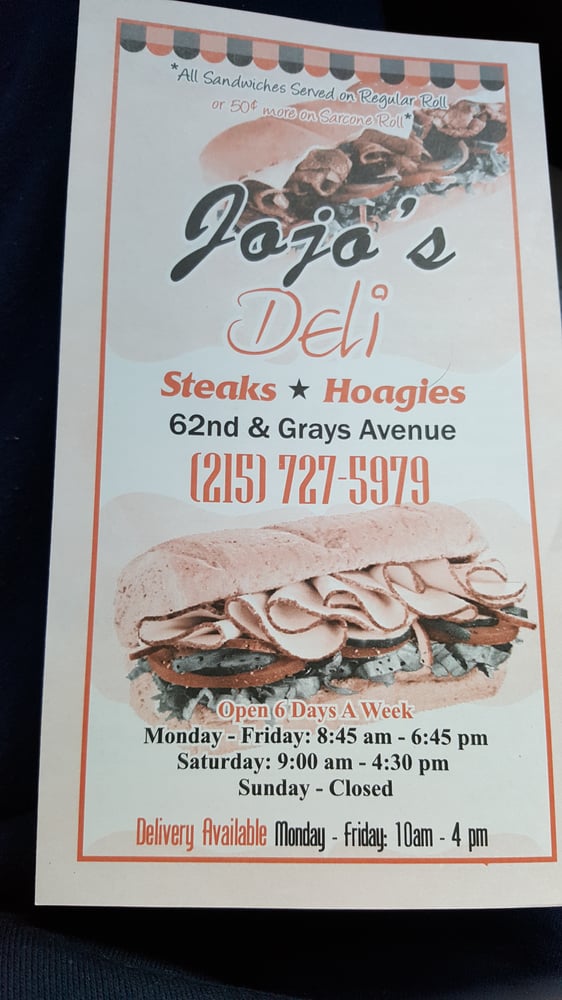 *All Sandwiches Served on Regular Roll
or 50¢ more on Sarcone Roll*
Jojo's
Deli
Steaks ★ Hoagies
62nd & Grays Avenue
(215) 727-5979
Open 6 Days A Week
Monday - Friday: 8:45 am - 6:45 pm
Saturday: 9:00 am - 4:30 pm
Sunday - Closed
Delivery Available Monday - Friday: 10am - 4 pm